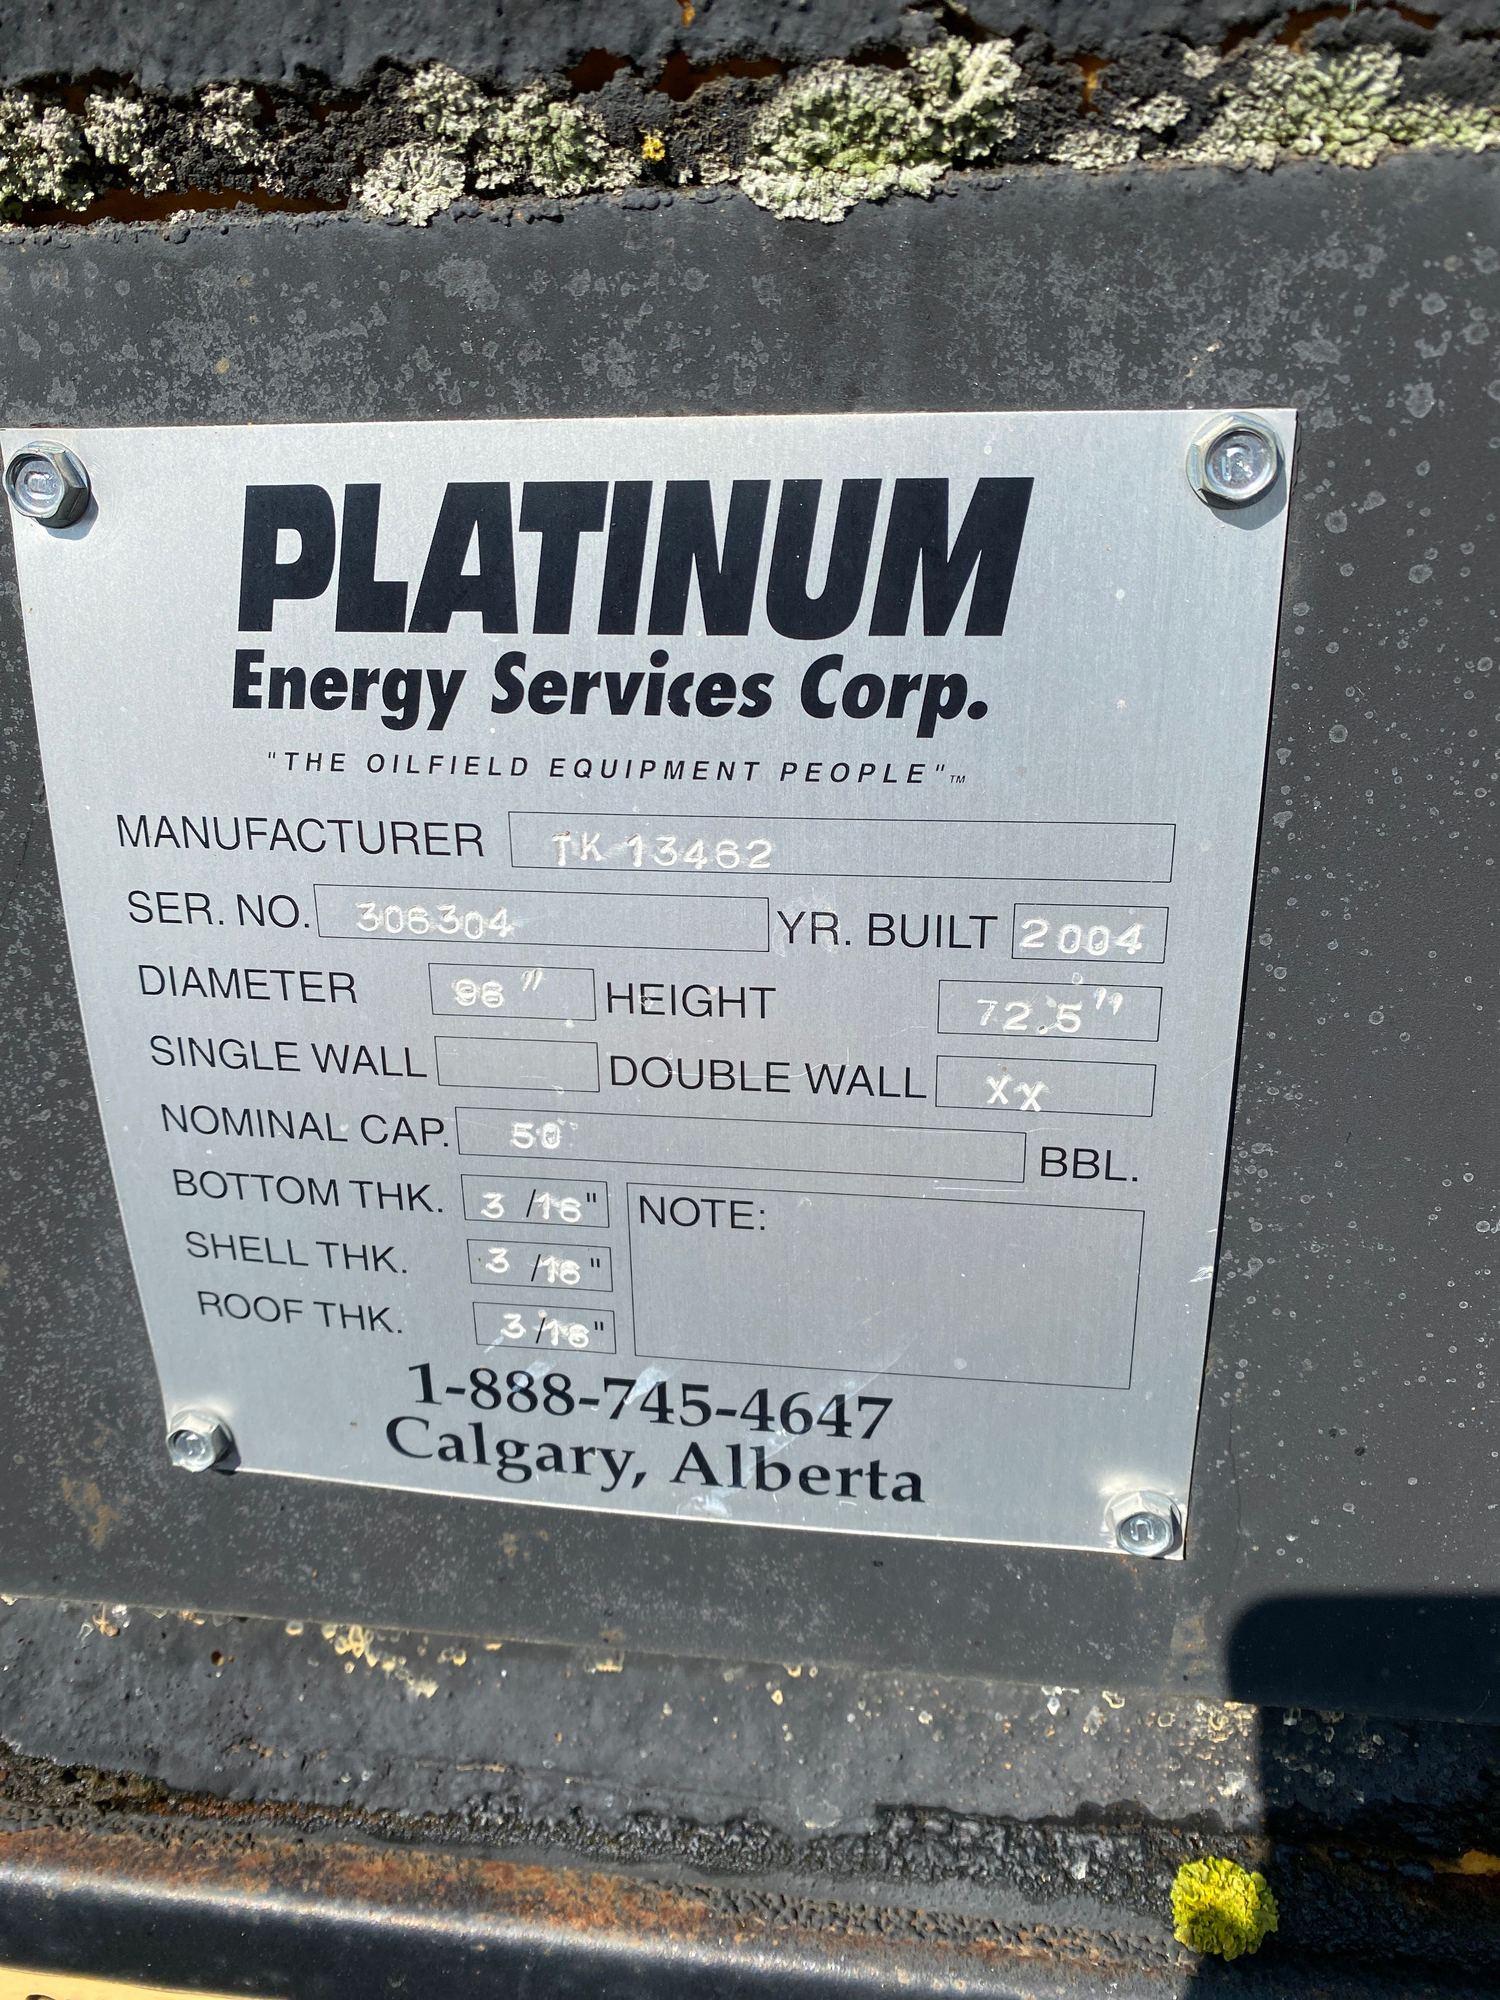 PLATINUM
Energy Services Corp.
"THE OILFIELD EQUIPMENT PEOPLE"™
MANUFACTURER TK 13462
SER. NO. 306304 YR. BUILT 2004
DIAMETER 96" HEIGHT 72.5"
SINGLE WALL DOUBLE WALL XX
NOMINAL CAP. 50 BBL.
BOTTOM THK. 3/16" NOTE:
SHELL THK. 3/16"
ROOF THK. 3/16"
1-888-745-4647
Calgary, Alberta